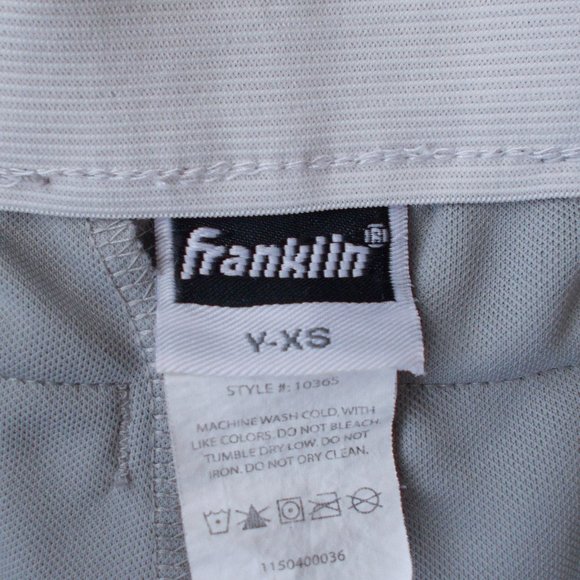 franklin®
Y-XS
STYLE #: 10365
MACHINE WASH COLD, WITH
LIKE COLORS. DO NOT BLEACH.
TUMBLE DRY LOW. DO NOT
IRON. DO NOT DRY CLEAN.
1150400036